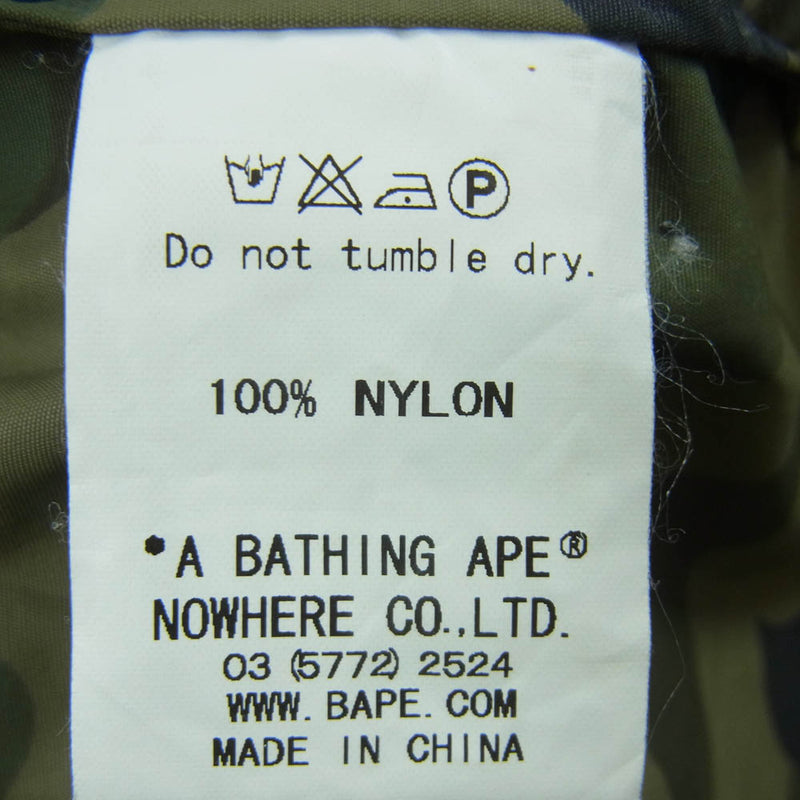 P
Do not tumble dry.
100% NYLON
*A BATHING APE®
NOWHERE CO.,LTD.
03 (5772) 2524
WWW. BAPE. COM
MADE IN CHINA